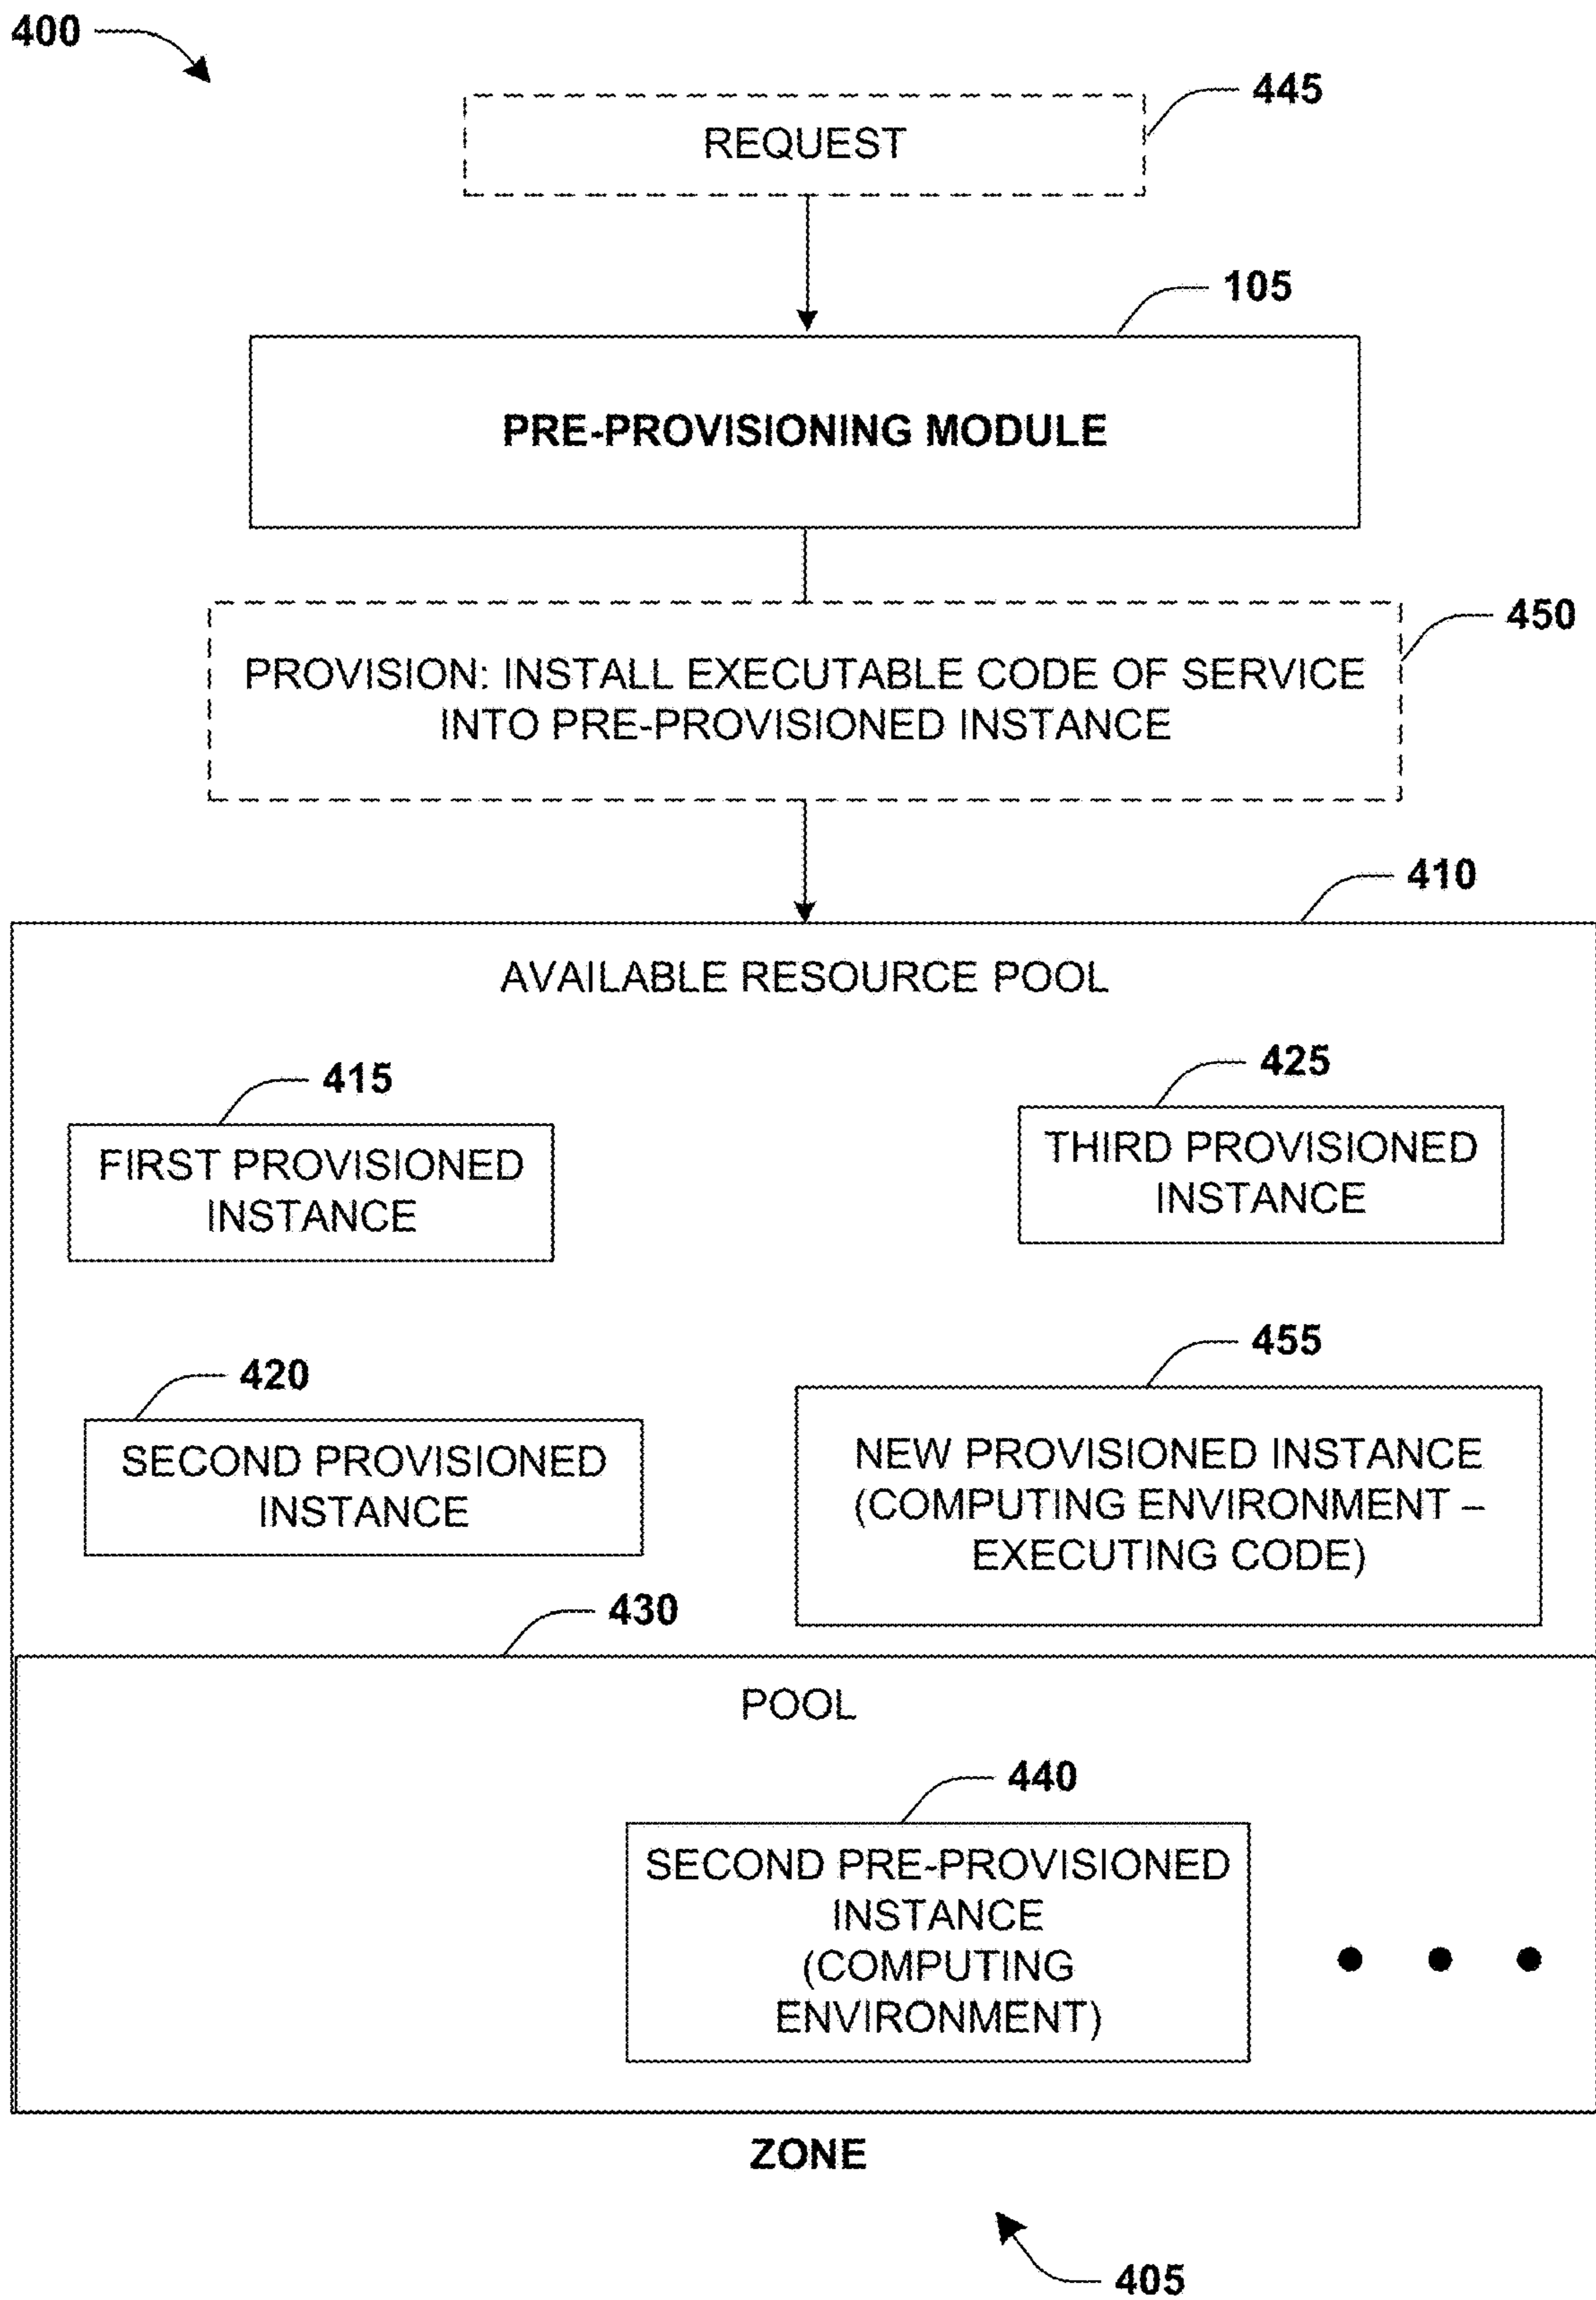 400
445
REQUEST
105
PRE-PROVISIONING MODULE
450
PROVISION: INSTALL EXECUTABLE CODE OF SERVICE
INTO PRE-PROVISIONED INSTANCE
410
AVAILABLE RESOURCE POOL
415
FIRST PROVISIONED
INSTANCE
425
THIRD PROVISIONED
INSTANCE
420
SECOND PROVISIONED
INSTANCE
455
NEW PROVISIONED INSTANCE
(COMPUTING ENVIRONMENT –
EXECUTING CODE)
430
POOL
440
SECOND PRE-PROVISIONED
INSTANCE
(COMPUTING
ENVIRONMENT)
ZONE
405